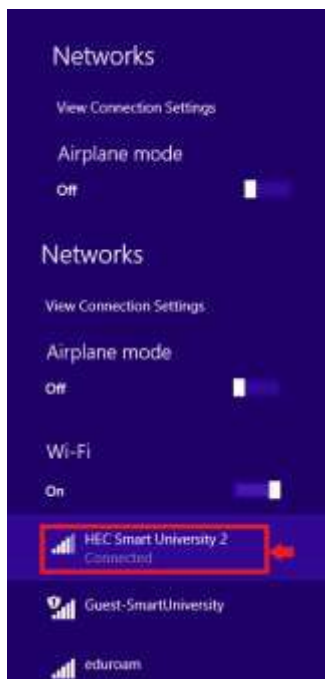 Networks
View Connection Settings
Airplane mode
Off
Networks
View Connection Settings
Airplane mode
Off
Wi-Fi
On
HEC Smart University 2
Connected
Guest-SmartUniversity
eduroam